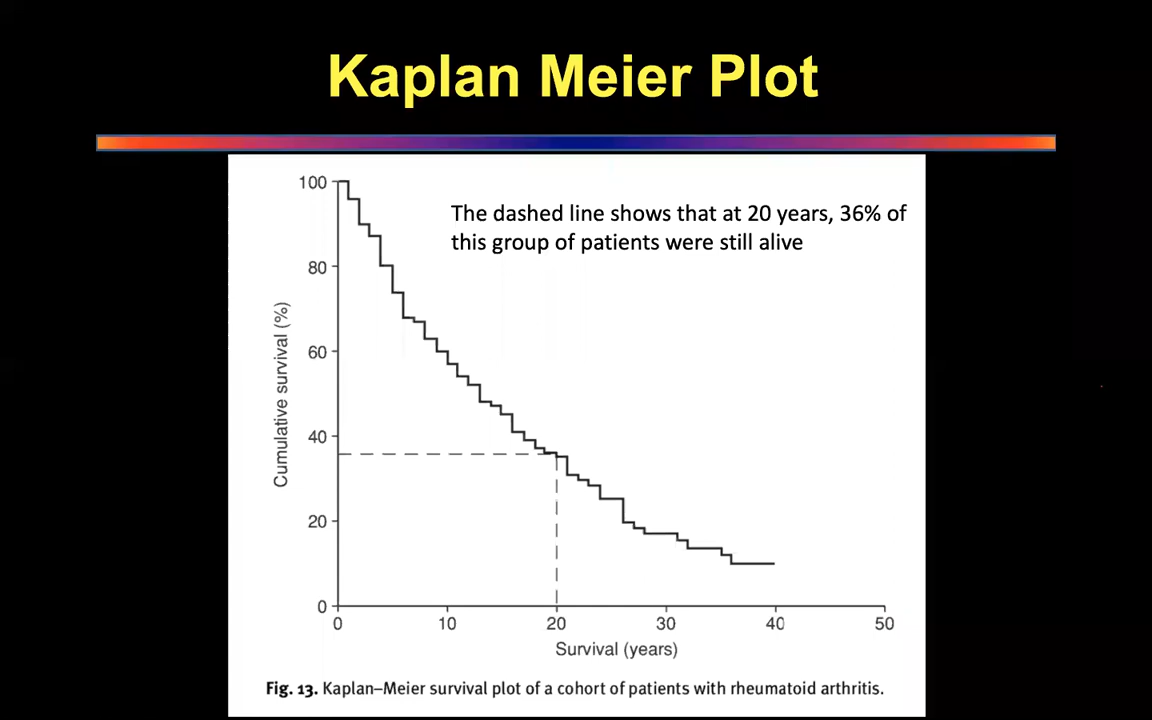 Kaplan Meier Plot
The dashed line shows that at 20 years, 36% of
this group of patients were still alive
100
80
60
40
20
0
Cumulative survival (%)
0 10 20 30 40 50
Survival (years)
Fig. 13. Kaplan–Meier survival plot of a cohort of patients with rheumatoid arthritis.